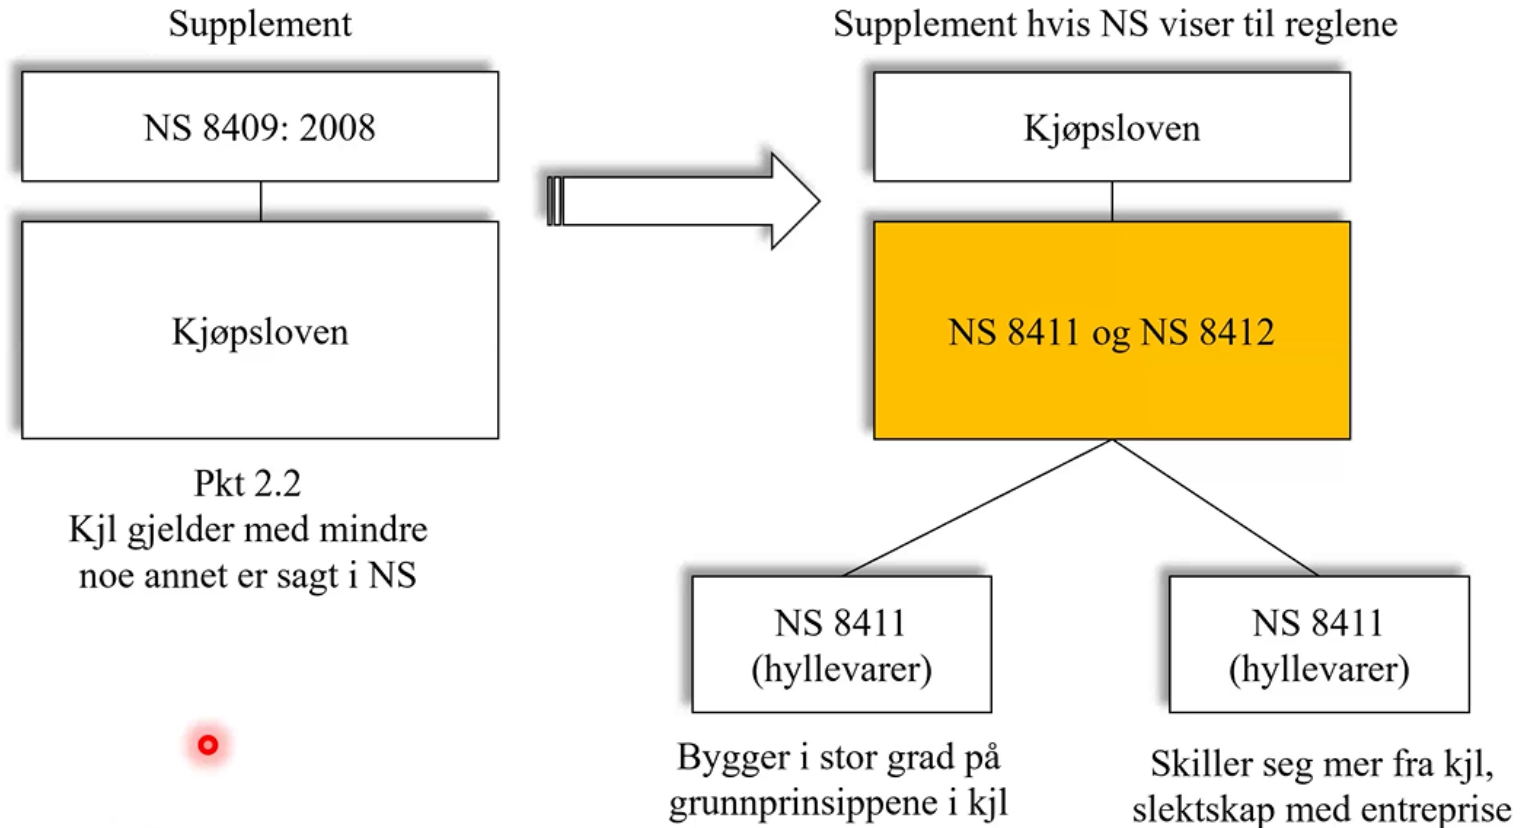 Supplement
NS 8409: 2008
Kjøpsloven
Pkt 2.2
Kjl gjelder med mindre
noe annet er sagt i NS
Supplement hvis NS viser til reglene
Kjøpsloven
NS 8411 og NS 8412
NS 8411
(hyllevarer)
Bygger i stor grad på
grunnprinsippene i kjl
NS 8411
(hyllevarer)
Skiller seg mer fra kjl,
slektskap med entreprise